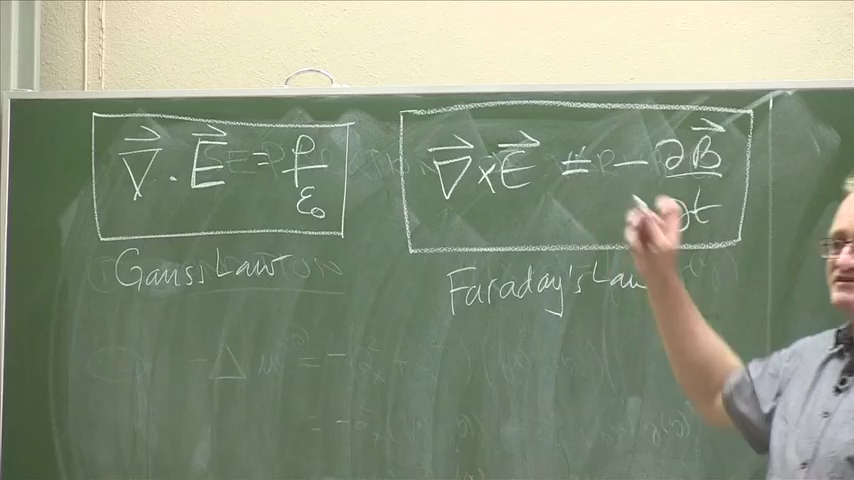 ∇⃗ · E⃗ = ρ/ε₀
Gauss Law
∇⃗ × E⃗ = − ∂B⃗/∂t
Faraday's Law